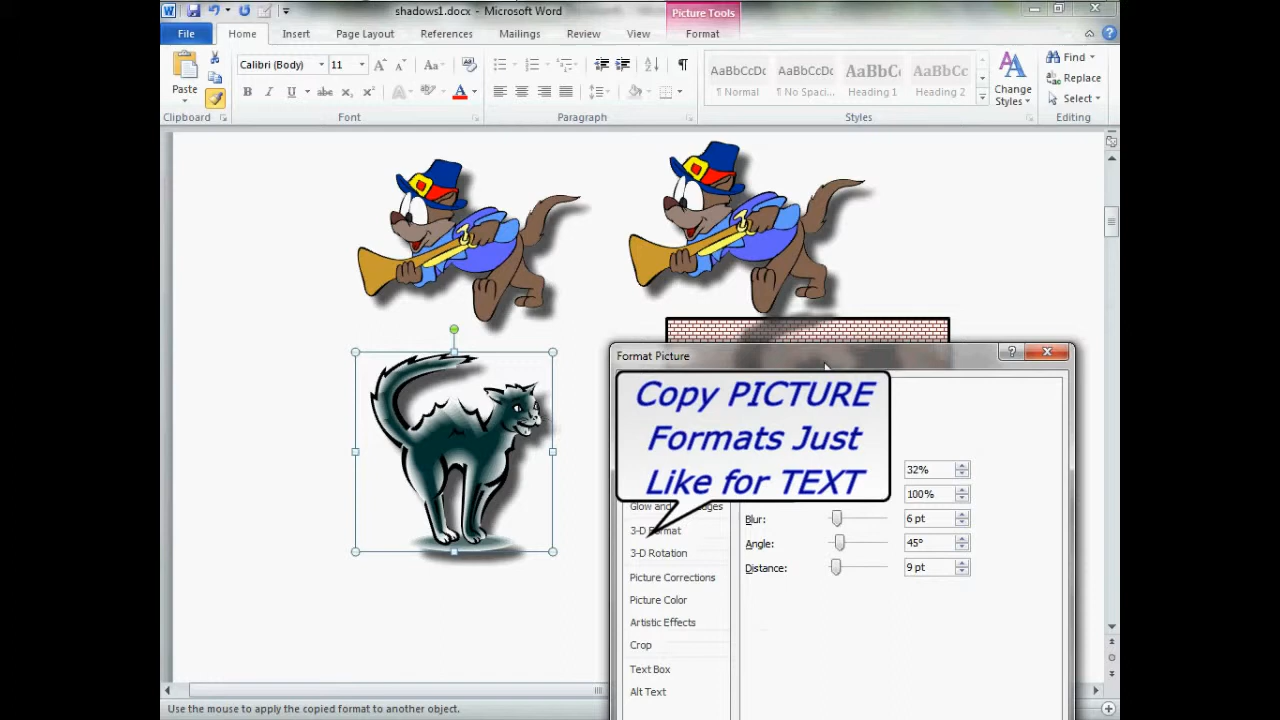 shadows1.docx - Microsoft Word
Picture Tools
File Home Insert Page Layout References Mailings Review View Format
Paste
Calibri (Body) 11
AaBbCcDc AaBbCcDc AaBbC AaBbCc
¶ Normal ¶ No Spaci... Heading 1 Heading 2
Change Styles
Find
Replace
Select
Clipboard Font Paragraph Styles Editing
Format Picture
Copy PICTURE
Formats Just
Like for TEXT
32%
100%
Glow and
Blur: 6 pt
3-D Format
Angle: 45°
3-D Rotation
Distance: 9 pt
Picture Corrections
Picture Color
Artistic Effects
Crop
Text Box
Alt Text
Use the mouse to apply the copied format to another object.